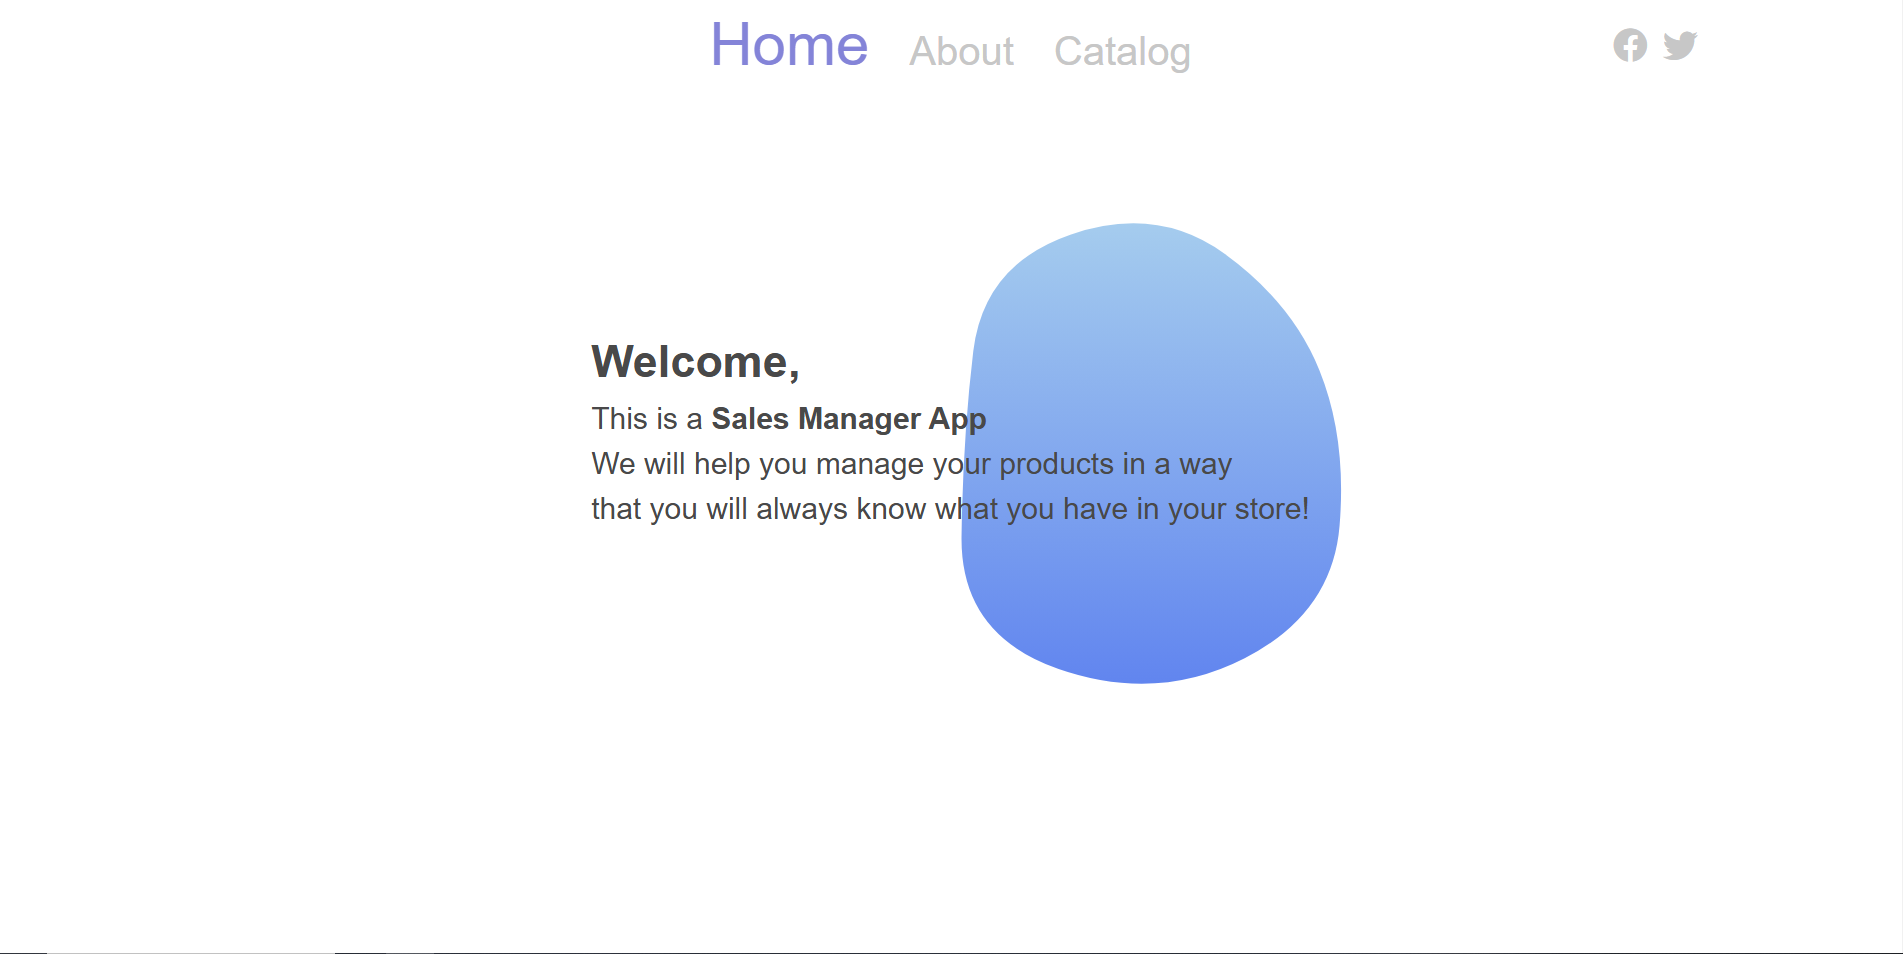 Home About Catalog
Welcome,
This is a Sales Manager App
We will help you manage your products in a way
that you will always know what you have in your store!